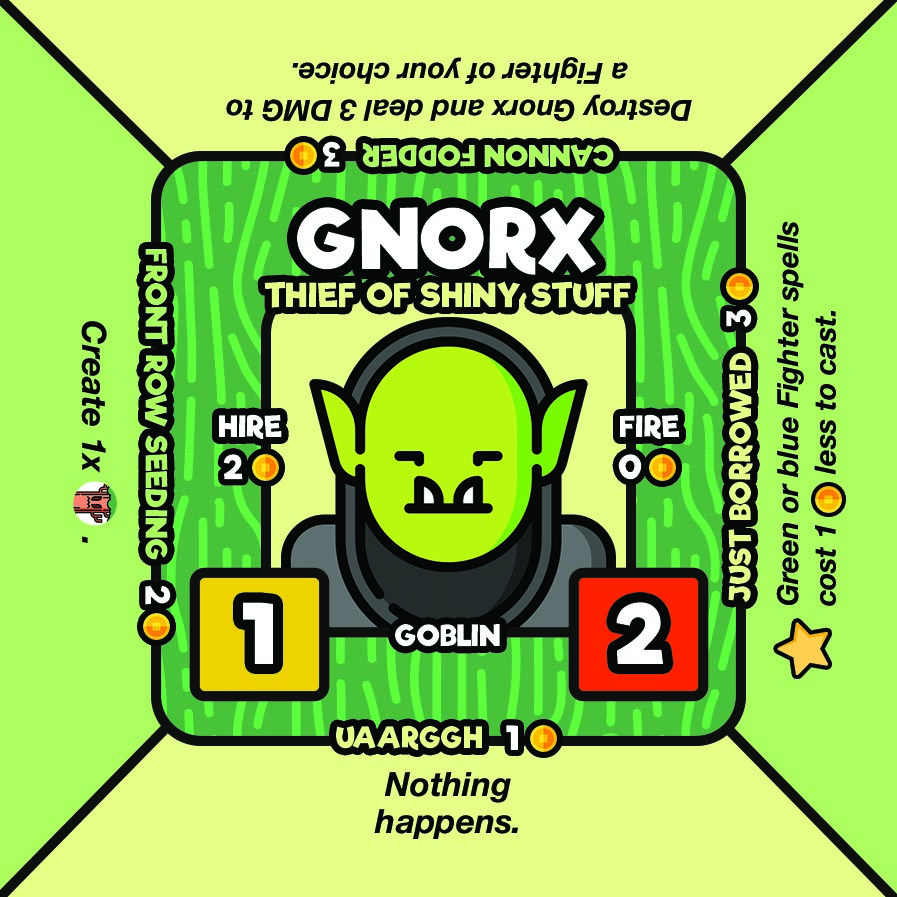 Destroy Gnorx and deal 3 DMG to
a Fighter of your choice.
CANNON FODDER 3
GNORX
THIEF OF SHINY STUFF
HIRE
2
FIRE
0
1
2
GOBLIN
FRONT ROW SEEDING 2
Create 1x .
JUST BORROWED 3
Green or blue Fighter spells
cost 1 less to cast.
UAARGGH 1
Nothing
happens.